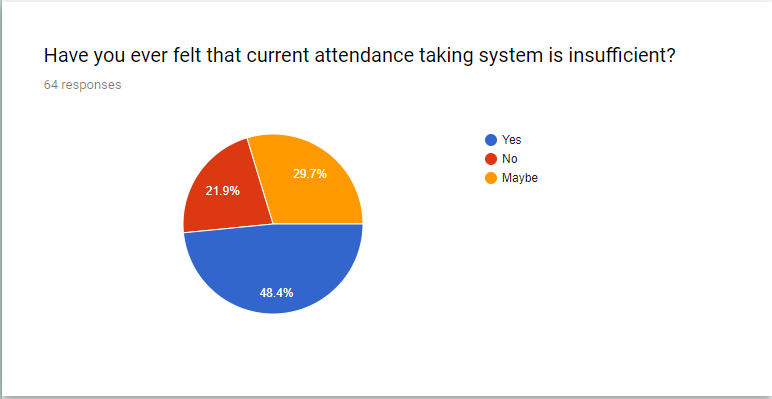 Have you ever felt that current attendance taking system is insufficient?
64 responses
Yes
No
Maybe
29.7%
21.9%
48.4%